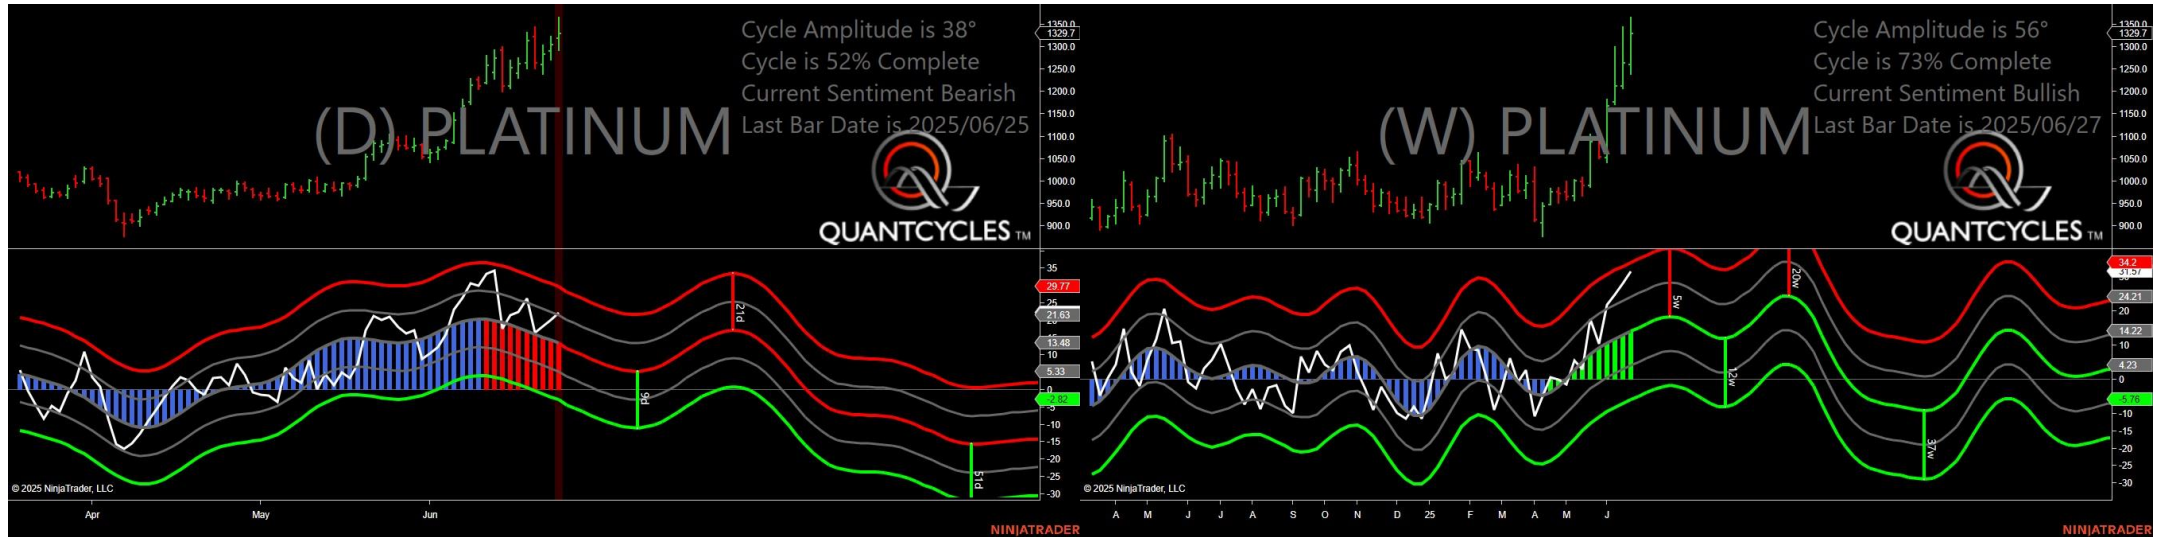 Cycle Amplitude is 38°
Cycle is 52% Complete
Current Sentiment Bearish
Last Bar Date is 2025/06/25
(D) PLATINUM
QUANTCYCLES TM
1350.0
1329.7
1300.0
1250.0
1200.0
1150.0
1100.0
1050.0
1000.0
950.0
900.0
35
29.77
25
21.63
20
13.48
10
5.33
0
-2.82
-5
-10
-15
-20
-25
-30
9d
21d
51d
© 2025 NinjaTrader, LLC
Apr
May
Jun
NINJATRADER
Cycle Amplitude is 56°
Cycle is 73% Complete
Current Sentiment Bullish
Last Bar Date is 2025/06/27
(W) PLATINUM
QUANTCYCLES TM
1350.0
1329.7
1300.0
1250.0
1200.0
1150.0
1100.0
1050.0
1000.0
950.0
900.0
34.2
31.57
24.21
20
14.22
10
4.23
0
-5.76
-10
-15
-20
-25
-30
5w
12w
20w
37w
© 2025 NinjaTrader, LLC
A M J J A S O N D 25 F M A M J
NINJATRADER